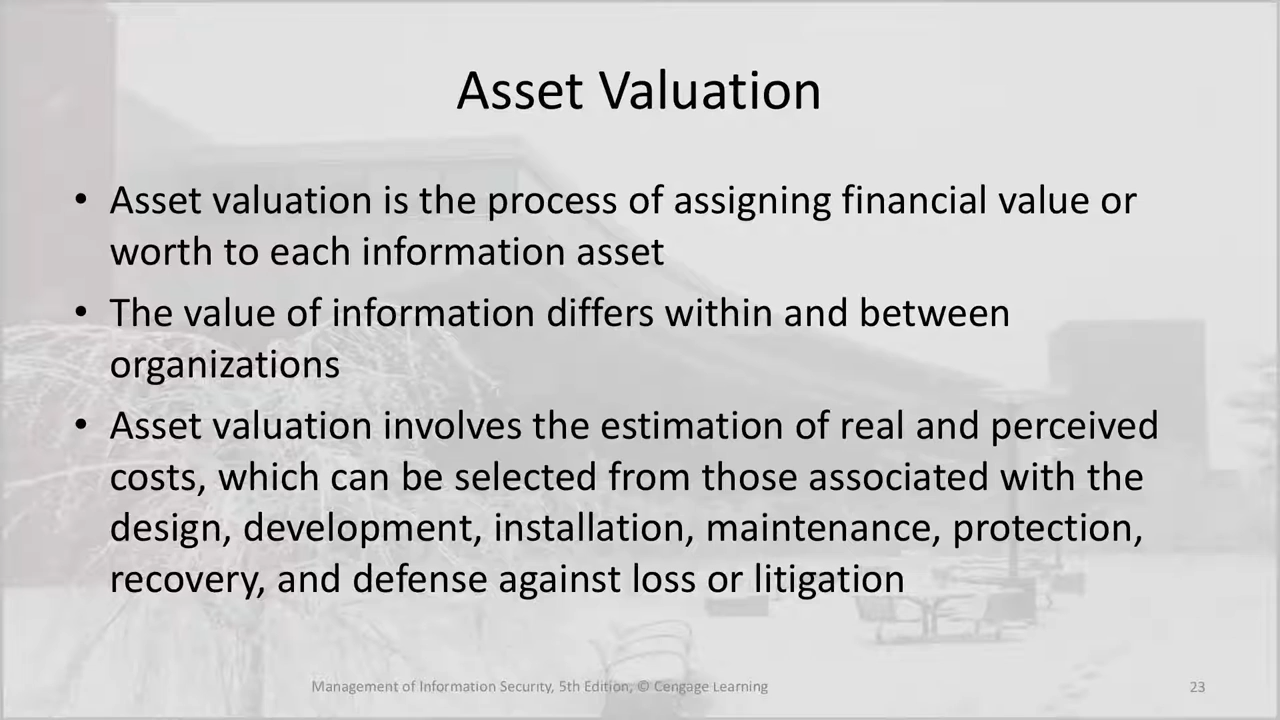 Asset Valuation
• Asset valuation is the process of assigning financial value or
worth to each information asset
• The value of information differs within and between
organizations
• Asset valuation involves the estimation of real and perceived
costs, which can be selected from those associated with the
design, development, installation, maintenance, protection,
recovery, and defense against loss or litigation
Management of Information Security, 5th Edition, © Cengage Learning
23